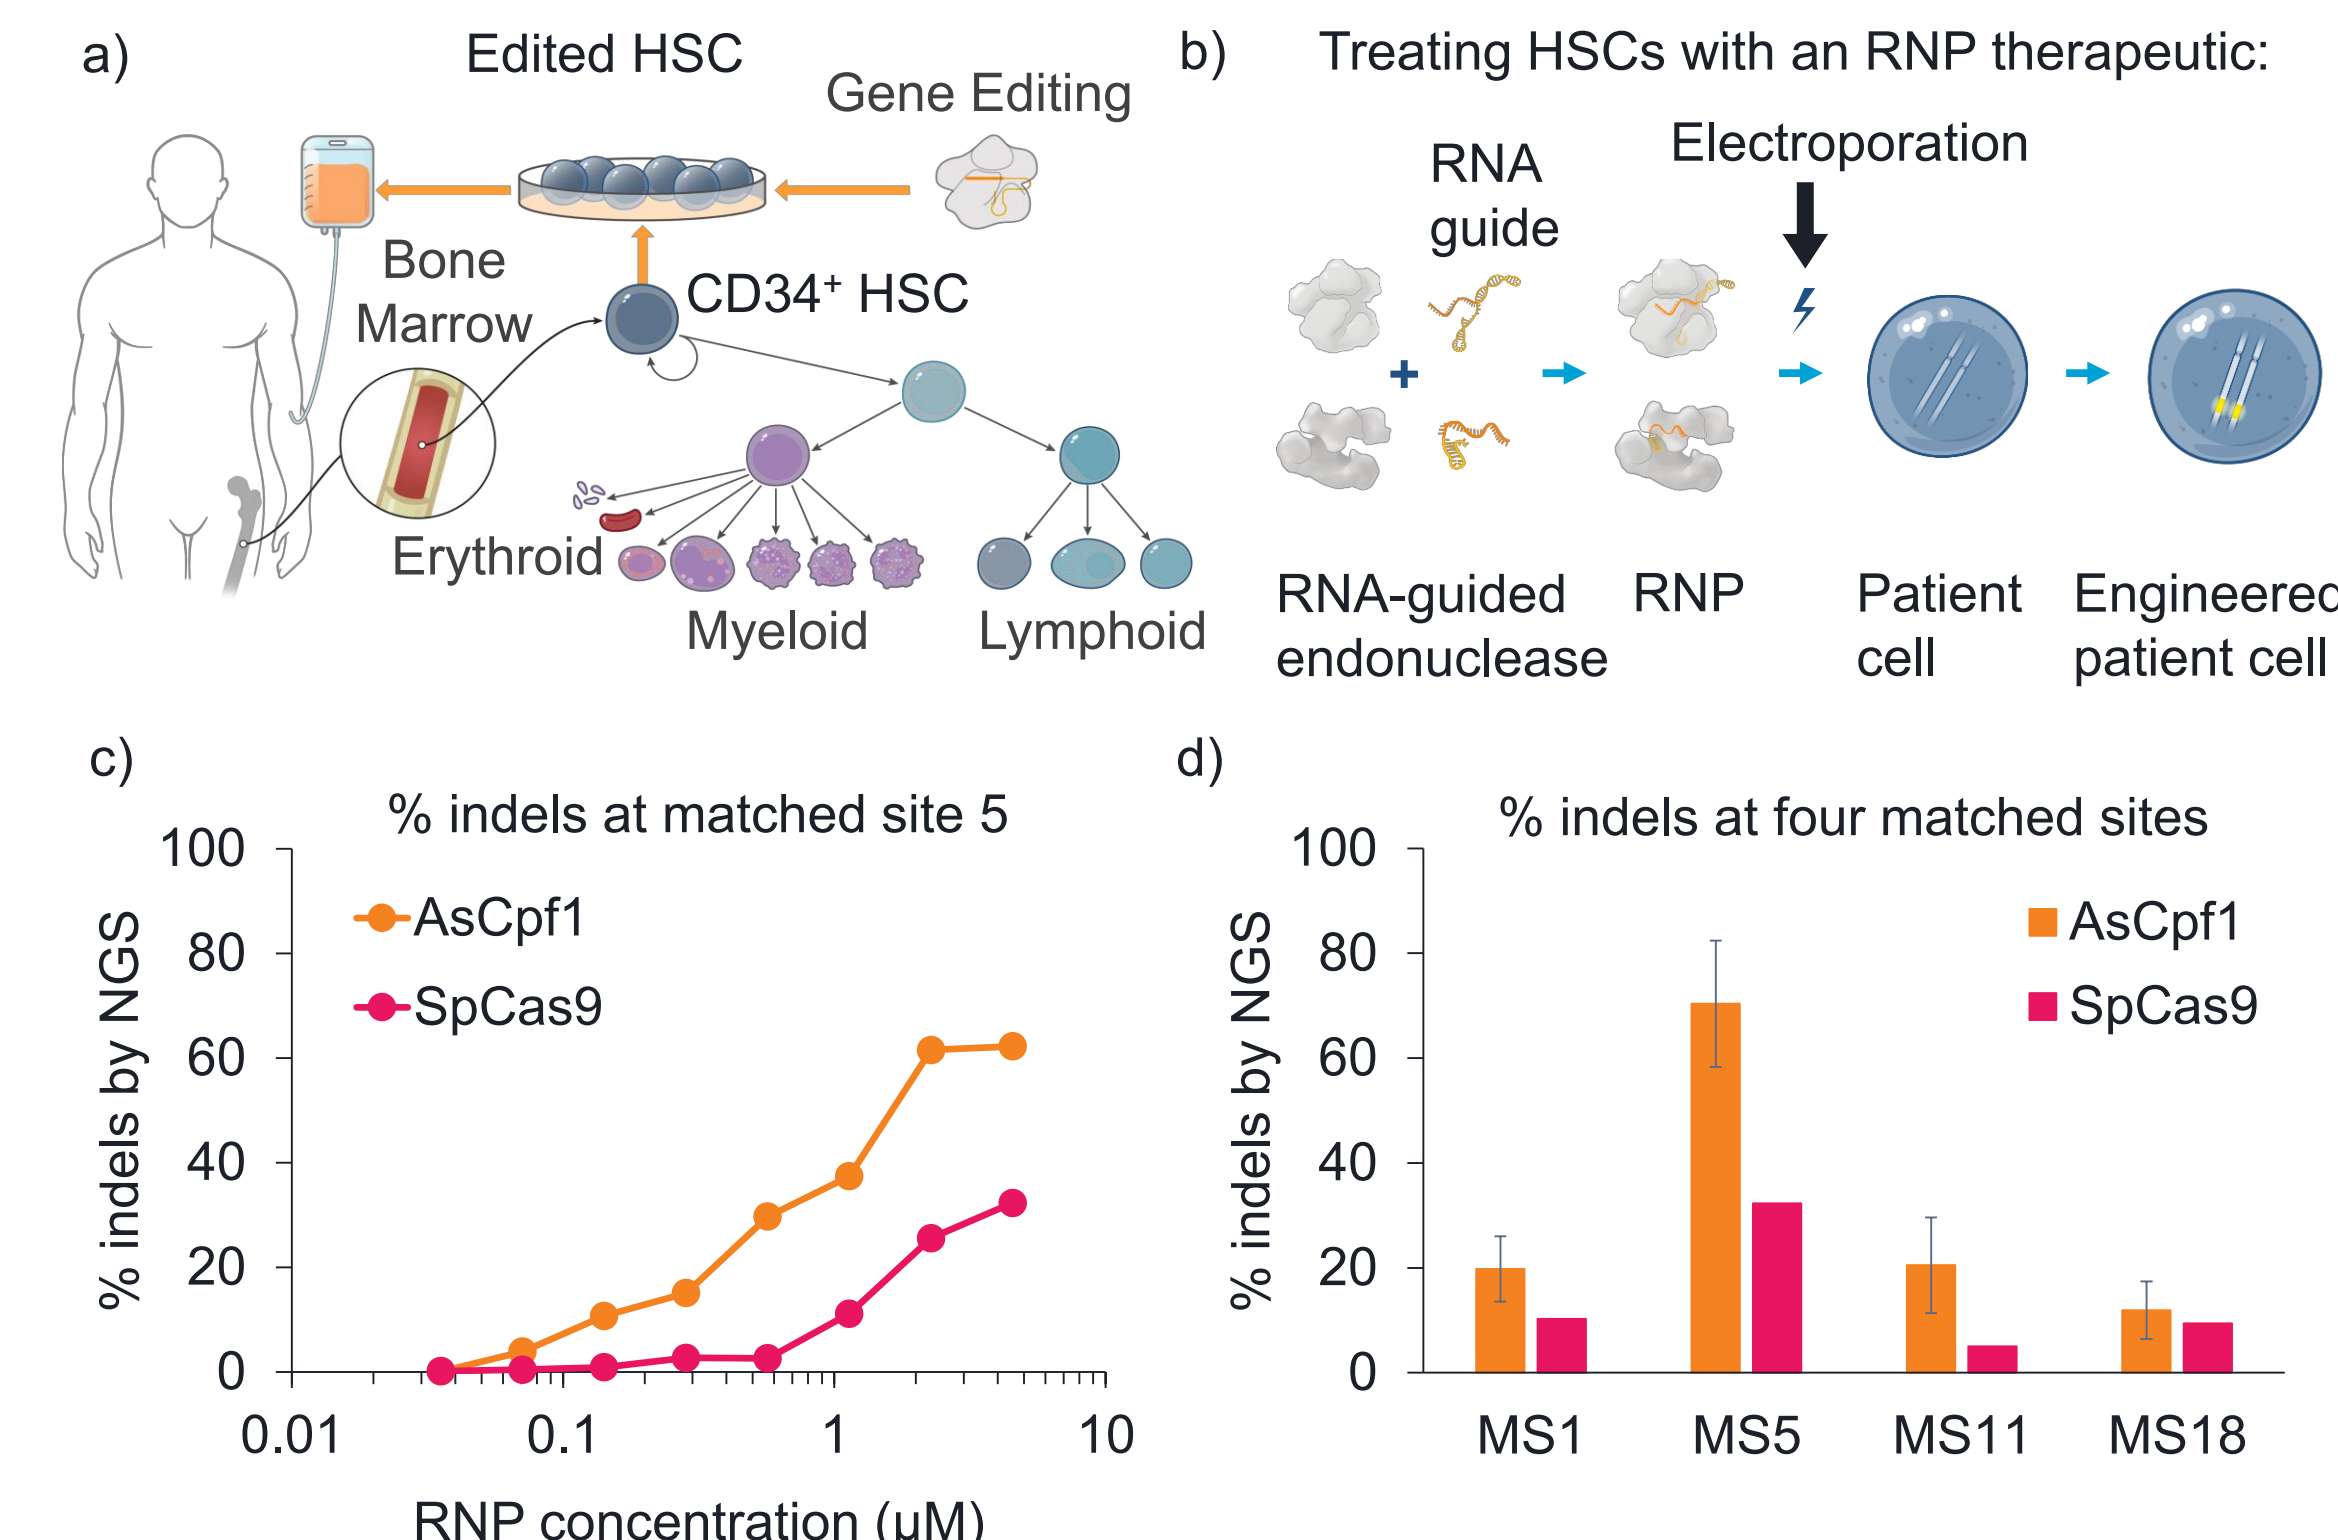 a)
Edited HSC
Gene Editing
Bone
Marrow
CD34⁺ HSC
Erythroid
Myeloid
Lymphoid
b)
Treating HSCs with an RNP therapeutic:
Electroporation
RNA
guide
RNA-guided
endonuclease
RNP
Patient
cell
Engineered
patient cell
c)
% indels at matched site 5
% indels by NGS
100
80
60
40
20
0
AsCpf1
SpCas9
0.01
0.1
1
10
RNP concentration (µM)
d)
% indels at four matched sites
% indels by NGS
100
80
60
40
20
0
AsCpf1
SpCas9
MS1
MS5
MS11
MS18